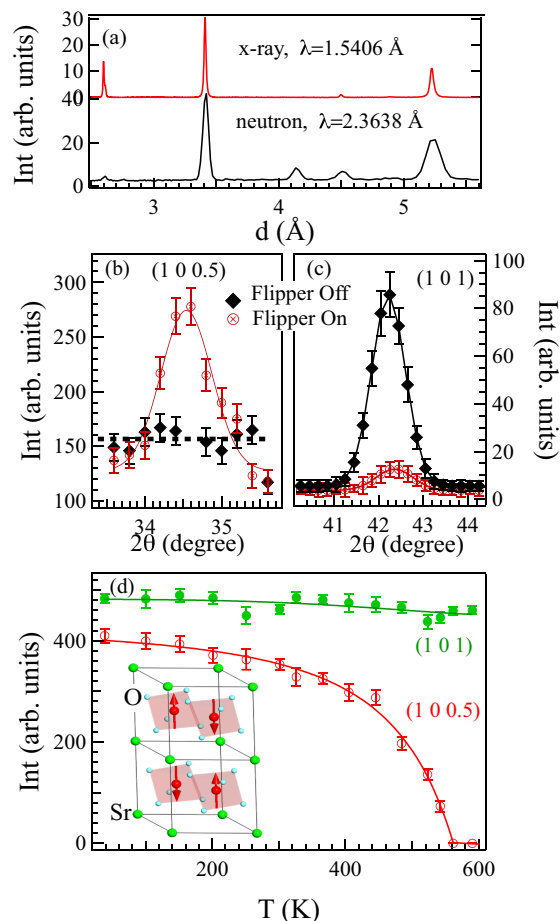 (a)
x-ray, λ=1.5406 Å
neutron, λ=2.3638 Å
Int (arb. units)
30
20
10
0
40
20
0
3
4
5
d (Å)
(b)
(1 0 0.5)
Flipper Off
Flipper On
(c)
(1 0 1)
Int (arb. units)
300
250
200
150
100
34
35
2θ (degree)
41
42
43
44
2θ (degree)
100
80
60
40
20
0
Int (arb. units)
(d)
(1 0 1)
(1 0 0.5)
O
Sr
Int (arb. units)
400
200
0
200
400
600
T (K)